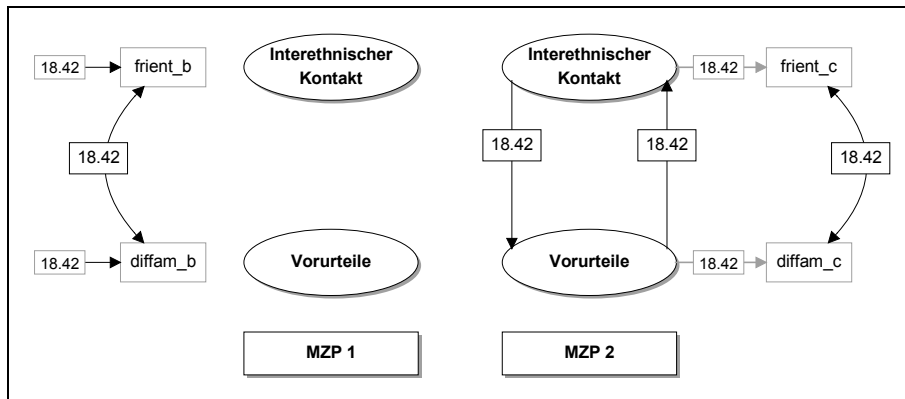 18.42
frient_b
Interethnischer
Kontakt
Interethnischer
Kontakt
18.42
frient_c
18.42
18.42
18.42
18.42
18.42
diffam_b
Vorurteile
Vorurteile
18.42
diffam_c
MZP 1
MZP 2